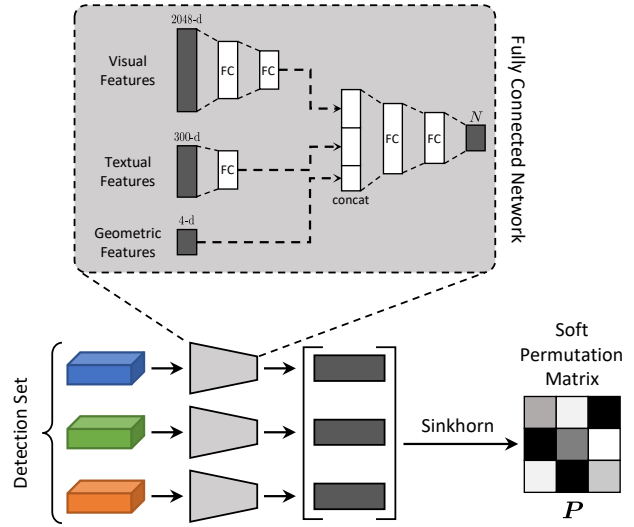 2048-d
Visual
Features
FC
FC
Fully Connected Network
300-d
Textual
Features
FC
N
FC
FC
concat
4-d
Geometric
Features
Detection Set
Sinkhorn
Soft
Permutation
Matrix
P